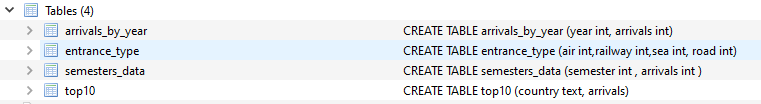 Tables (4)
arrivals_by_year CREATE TABLE arrivals_by_year (year int, arrivals int)
entrance_type CREATE TABLE entrance_type (air int,railway int,sea int, road int)
semesters_data CREATE TABLE semesters_data (semester int , arrivals int )
top10 CREATE TABLE top10 (country text, arrivals)